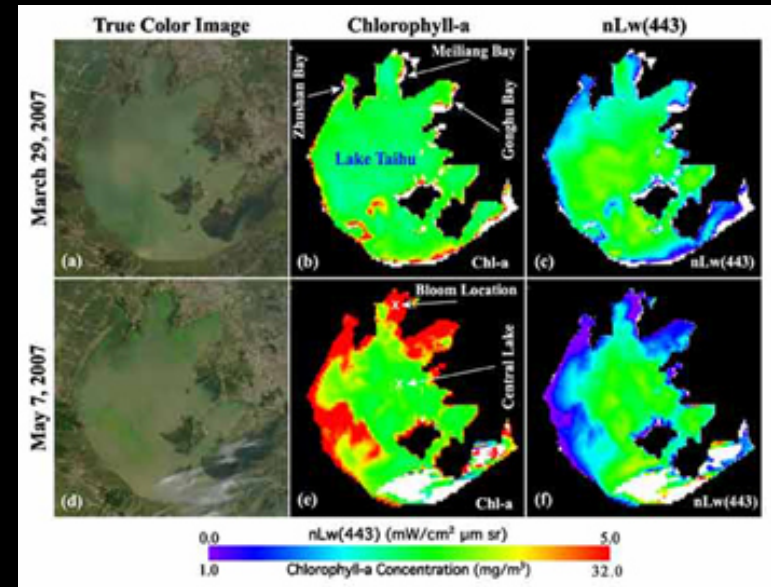 True Color Image
Chlorophyll-a
nLw(443)
March 29, 2007
(a)
Zhushan Bay
Meiliang Bay
Gonghu Bay
Lake Taihu
(b)
Chl-a
(c)
nLw(443)
May 7, 2007
(d)
Bloom Location
x
Central Lake
x
(e)
Chl-a
(f)
nLw(443)
0.0
nLw(443) (mW/cm² µm sr)
5.0
1.0
Chlorophyll-a Concentration (mg/m³)
32.0